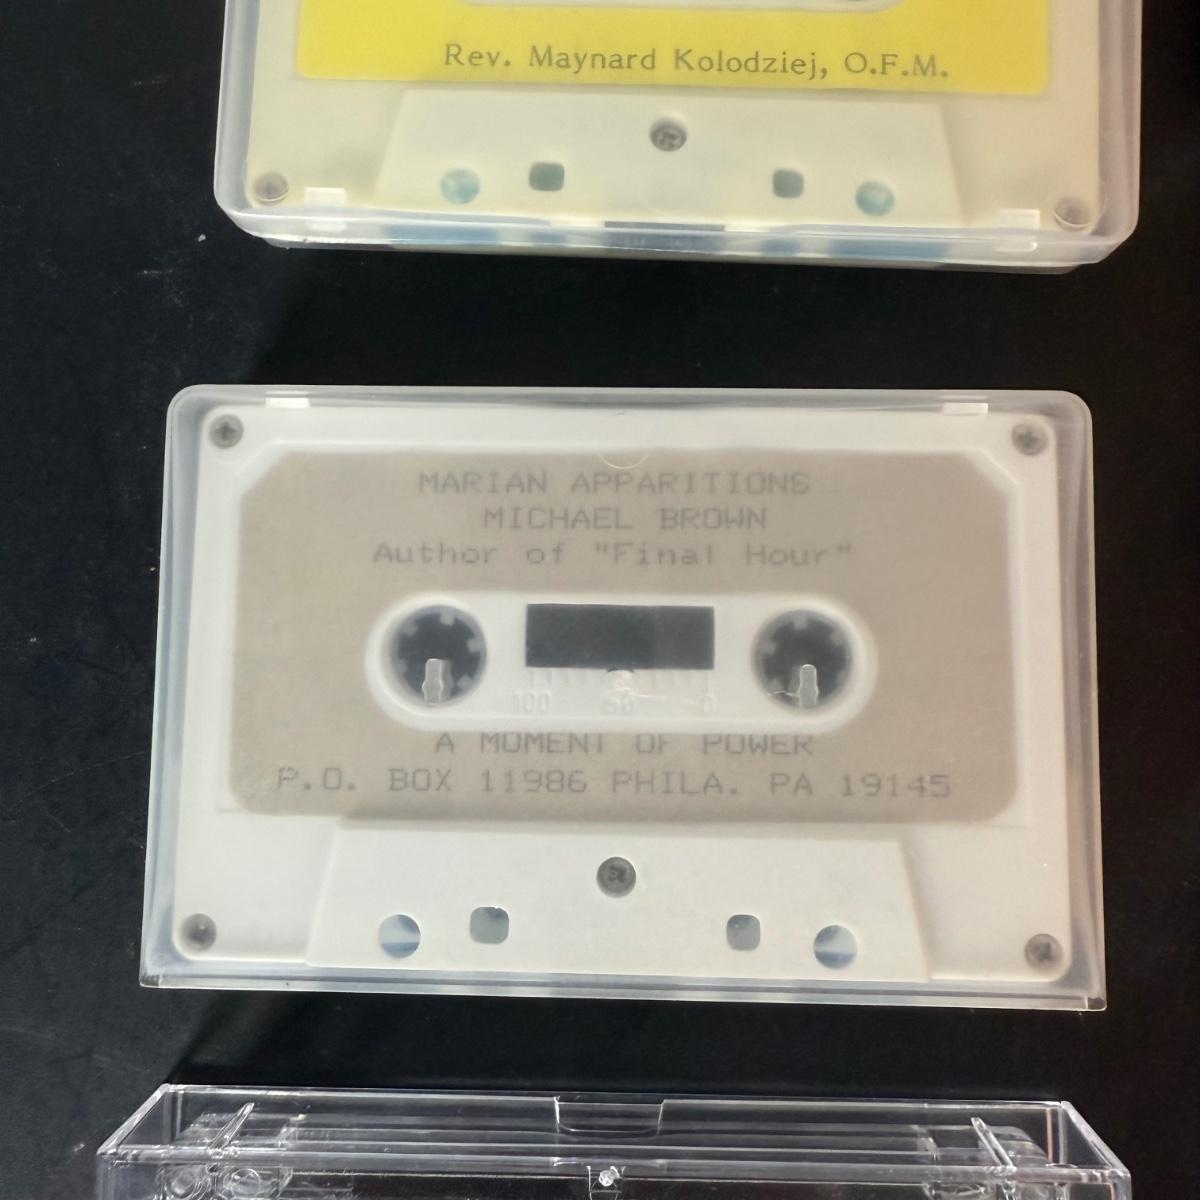 Rev. Maynard Kolodziej, O.F.M.
MARIAN APPARITIONS
MICHAEL BROWN
Author of "Final Hour"
100 50 0
A MOMENT OF POWER
P.O. BOX 11986 PHILA. PA 19145